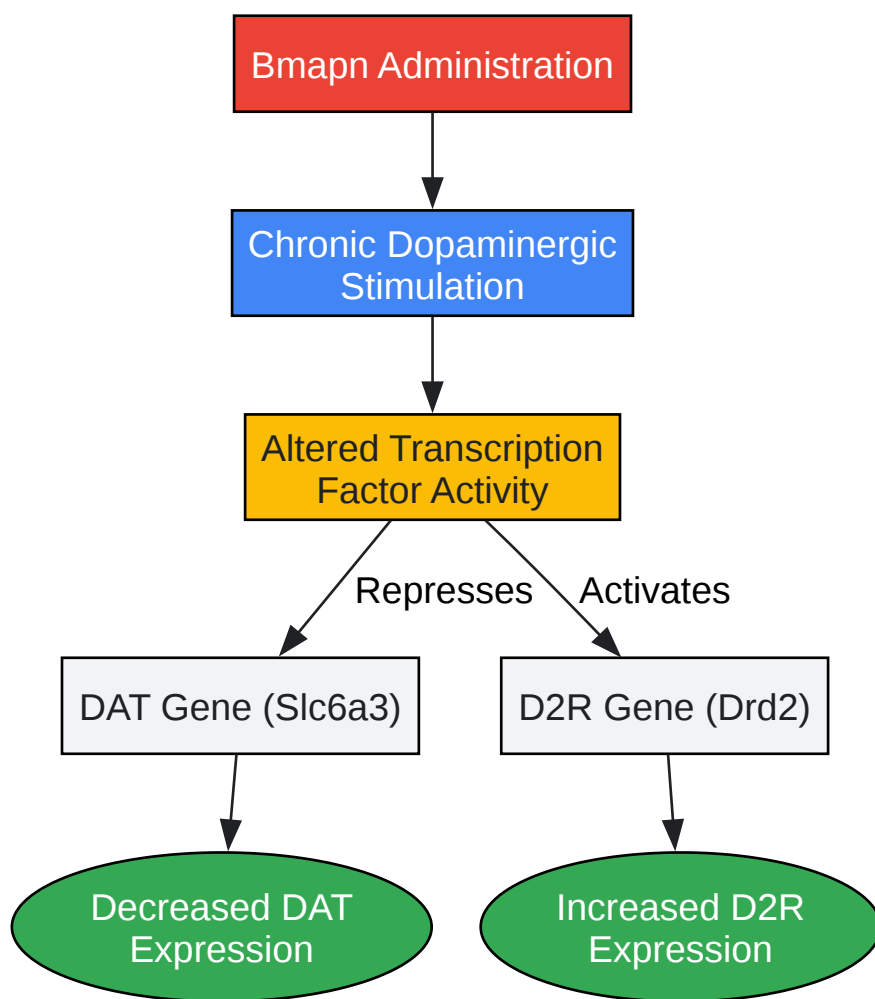 Bmapn Administration
Chronic Dopaminergic
Stimulation
Altered Transcription
Factor Activity
Represses
Activates
DAT Gene (Slc6a3)
D2R Gene (Drd2)
Decreased DAT
Expression
Increased D2R
Expression